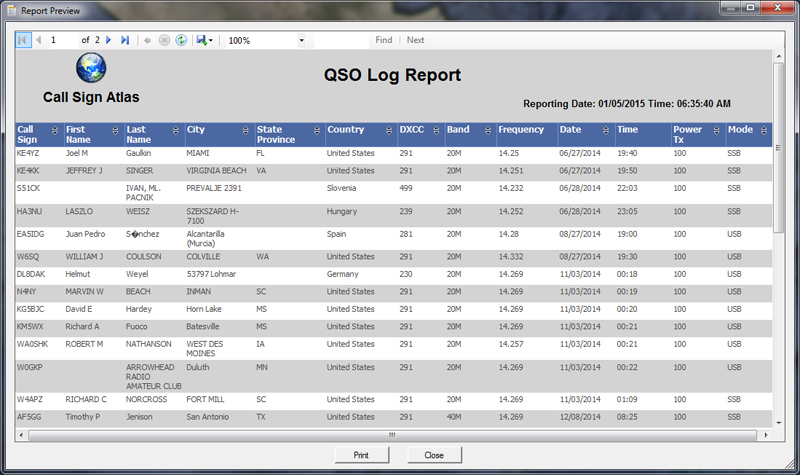 Report Preview
1 of 2 100% Find | Next
Call Sign Atlas
QSO Log Report
Reporting Date: 01/05/2015 Time: 06:35:40 AM
Call Sign First Name Last Name City State Province Country DXCC Band Frequency Date Time Power Tx Mode
KE4YZ Joel M Gaulkin MIAMI FL United States 291 20M 14.25 06/27/2014 19:40 100 SSB
KE4KK JEFFREY J SINGER VIRGINIA BEACH VA United States 291 20M 14.251 06/27/2014 19:50 100 SSB
S51CK IVAN, ML. PACNIK PREVALJE 2391 Slovenia 499 20M 14.232 06/28/2014 22:03 100 SSB
HA3NU LASZLO WEISZ SZEKSZARD H-7100 Hungary 239 20M 14.252 06/28/2014 23:05 100 SSB
EA5IDG Juan Pedro S�nchez Alcantarilla (Murcia) Spain 281 20M 14.28 08/27/2014 19:00 100 USB
W6SQ WILLIAM J COULSON COLVILLE WA United States 291 20M 14.332 08/27/2014 19:30 100 SSB
DL8DAK Helmut Weyel 53797 Lohmar Germany 230 20M 14.269 11/03/2014 00:18 100 USB
N4NY MARVIN W BEACH INMAN SC United States 291 20M 14.269 11/03/2014 00:19 100 USB
KG5BJC David E Hardey Horn Lake MS United States 291 20M 14.269 11/03/2014 00:20 100 USB
KM5WX Richard A Fuoco Batesville MS United States 291 20M 14.269 11/03/2014 00:21 100 USB
WA0SHK ROBERT M NATHANSON WEST DES MOINES IA United States 291 20M 14.257 11/03/2014 00:21 100 USB
W0GKP ARROWHEAD RADIO AMATEUR CLUB Duluth MN United States 291 20M 14.269 11/03/2014 00:22 100 USB
W4APZ RICHARD C NORCROSS FORT MILL SC United States 291 20M 14.269 11/03/2014 01:09 100 SSB
AF5GG Timothy P Jenison San Antonio TX United States 291 40M 14.269 12/08/2014 08:25 100 SSB
Print Close